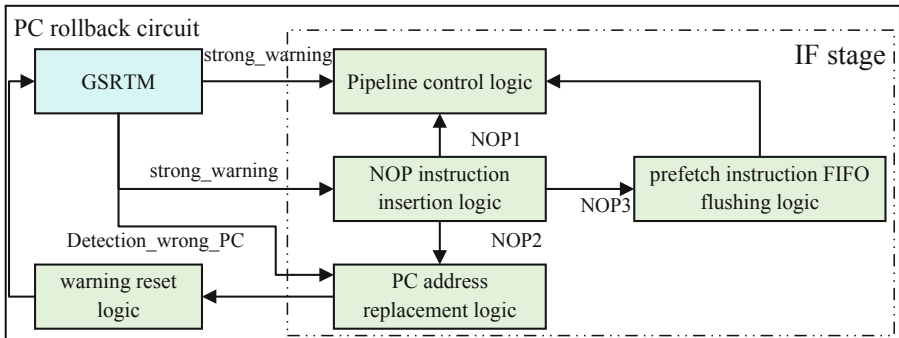 PC rollback circuit
IF stage
GSRTM
strong_warning
Pipeline control logic
NOP1
strong_warning
NOP instruction
insertion logic
NOP3
prefetch instruction FIFO
flushing logic
NOP2
Detection_wrong_PC
warning reset
logic
PC address
replacement logic